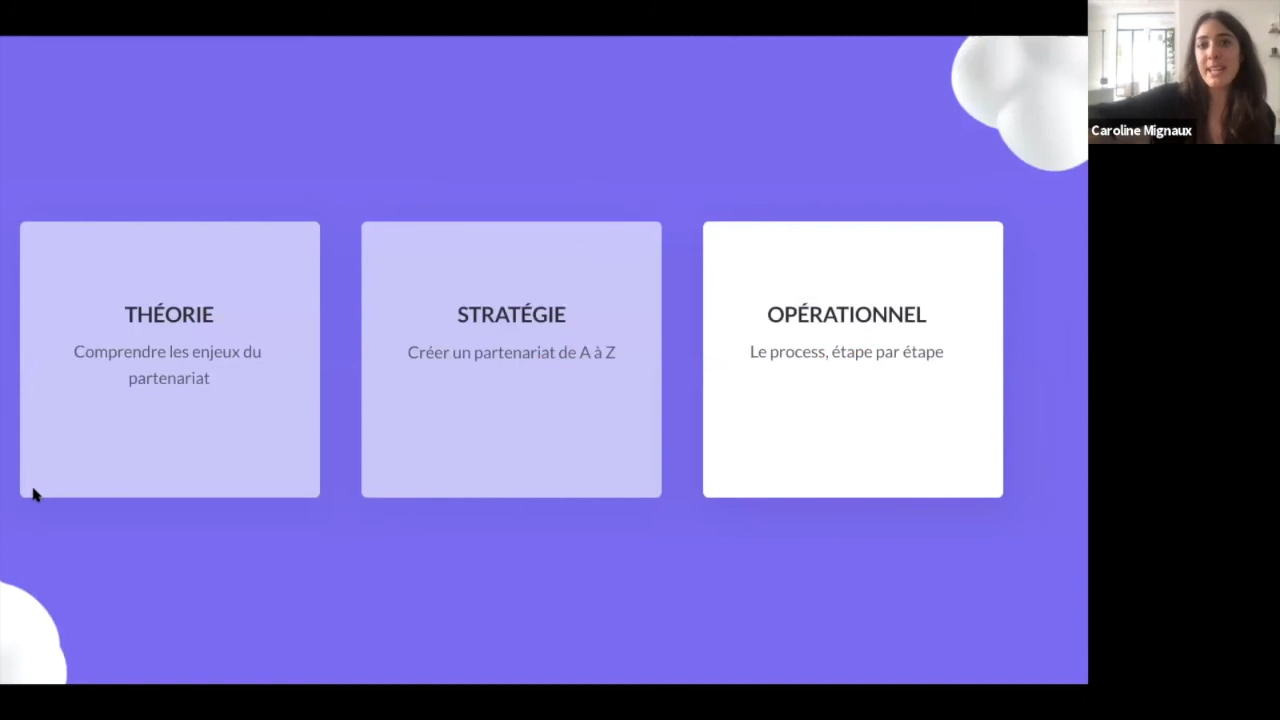 Caroline Mignaux
THÉORIE
Comprendre les enjeux du
partenariat
STRATÉGIE
Créer un partenariat de A à Z
OPÉRATIONNEL
Le process, étape par étape